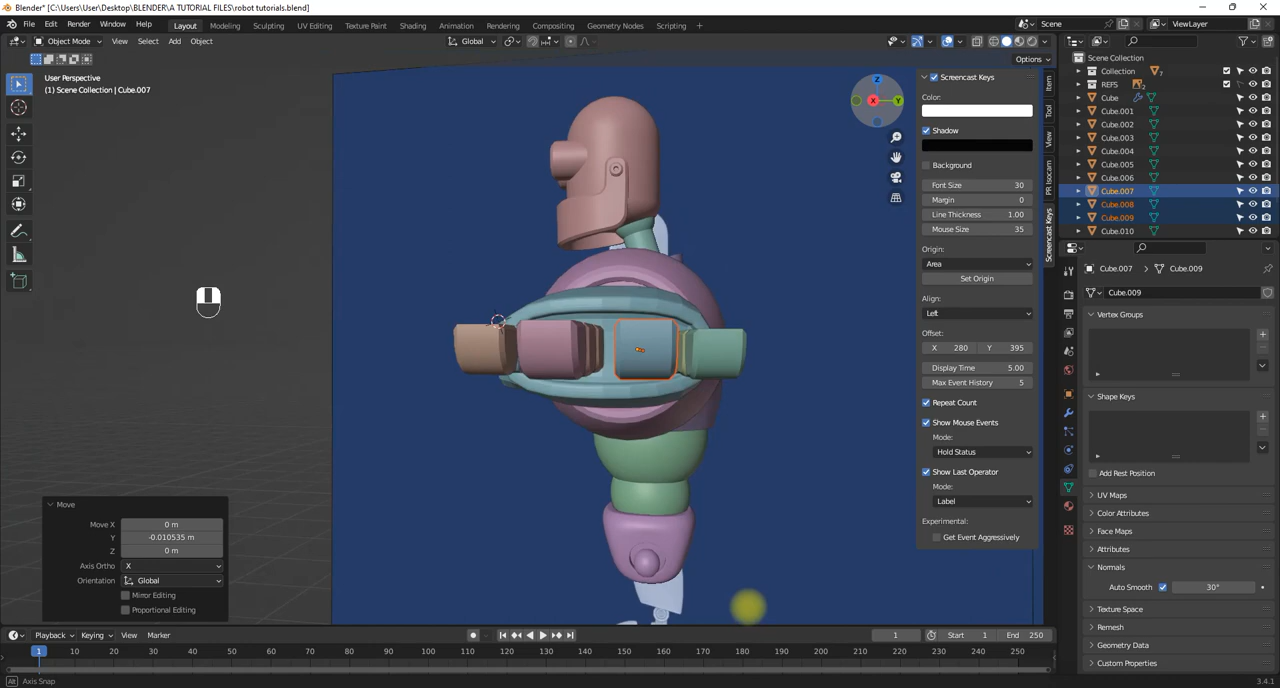 Blender* [C:\Users\User\Desktop\BLENDER\A TUTORIAL FILES\robot tutorials.blend]
File Edit Render Window Help Layout Modeling Sculpting UV Editing Texture Paint Shading Animation Rendering Compositing Geometry Nodes Scripting Scene ViewLayer
Object Mode View Select Add Object Global
Options
User Perspective
(1) Scene Collection | Cube.007
Z
X
Y
Screencast Keys
Color:
Shadow
Background
Font Size 30
Margin 0
Line Thickness 1.00
Mouse Size 35
Origin:
Area
Set Origin
Align:
Left
Offset:
X 280 Y 395
Display Time 5.00
Max Event History 5
Repeat Count
Show Mouse Events
Mode:
Hold Status
Show Last Operator
Mode:
Label
Experimental:
Get Event Aggressively
Item
Tool
View
PR Isocam
Screencast Keys
Scene Collection
Collection 7
REFS 2
Cube
Cube.001
Cube.002
Cube.003
Cube.004
Cube.005
Cube.006
Cube.007
Cube.008
Cube.009
Cube.010
Cube.007 Cube.009
Cube.009
Vertex Groups
Shape Keys
Add Rest Position
UV Maps
Color Attributes
Face Maps
Attributes
Normals
Auto Smooth 30°
Texture Space
Remesh
Geometry Data
Custom Properties
Move
Move X 0 m
Y -0.010535 m
Z 0 m
Axis Ortho X
Orientation Global
Mirror Editing
Proportional Editing
Playback Keying View Marker 1 Start 1 End 250
1 10 20 30 40 50 60 70 80 90 100 110 120 130 140 150 160 170 180 190 200 210 220 230 240 250
Alt Axis Snap 3.4.1